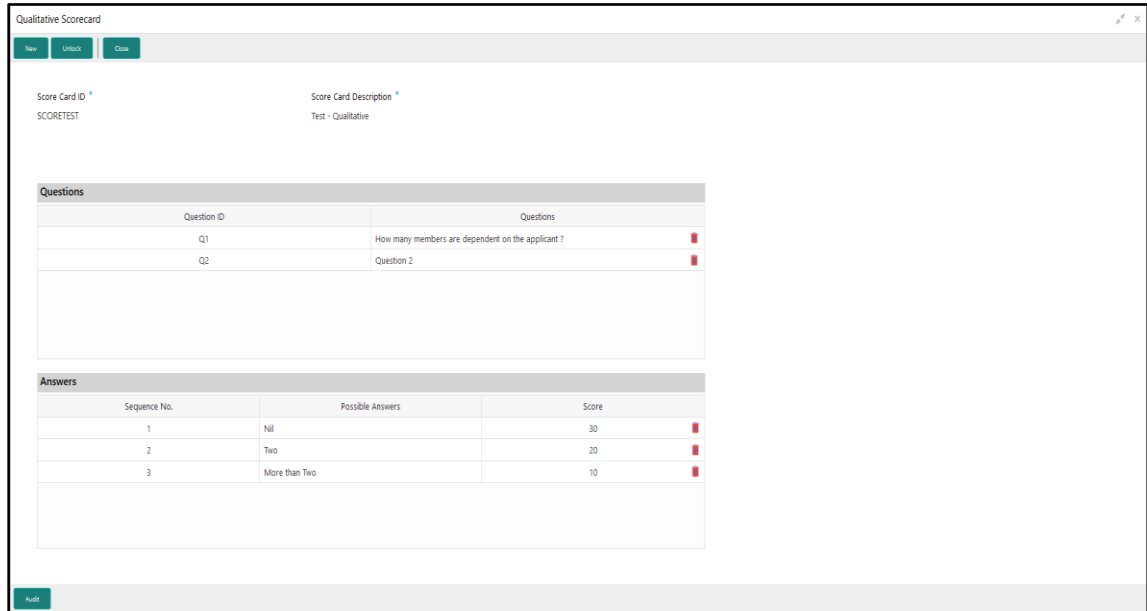 Qualitative Scorecard
New Unlock Close
Score Card ID * Score Card Description *
SCORETEST Test - Qualitative
Questions
Question ID Questions
Q1 How many members are dependent on the applicant ?
Q2 Question 2
Answers
Sequence No. Possible Answers Score
1 Nil 30
2 Two 20
3 More than Two 10
Audit